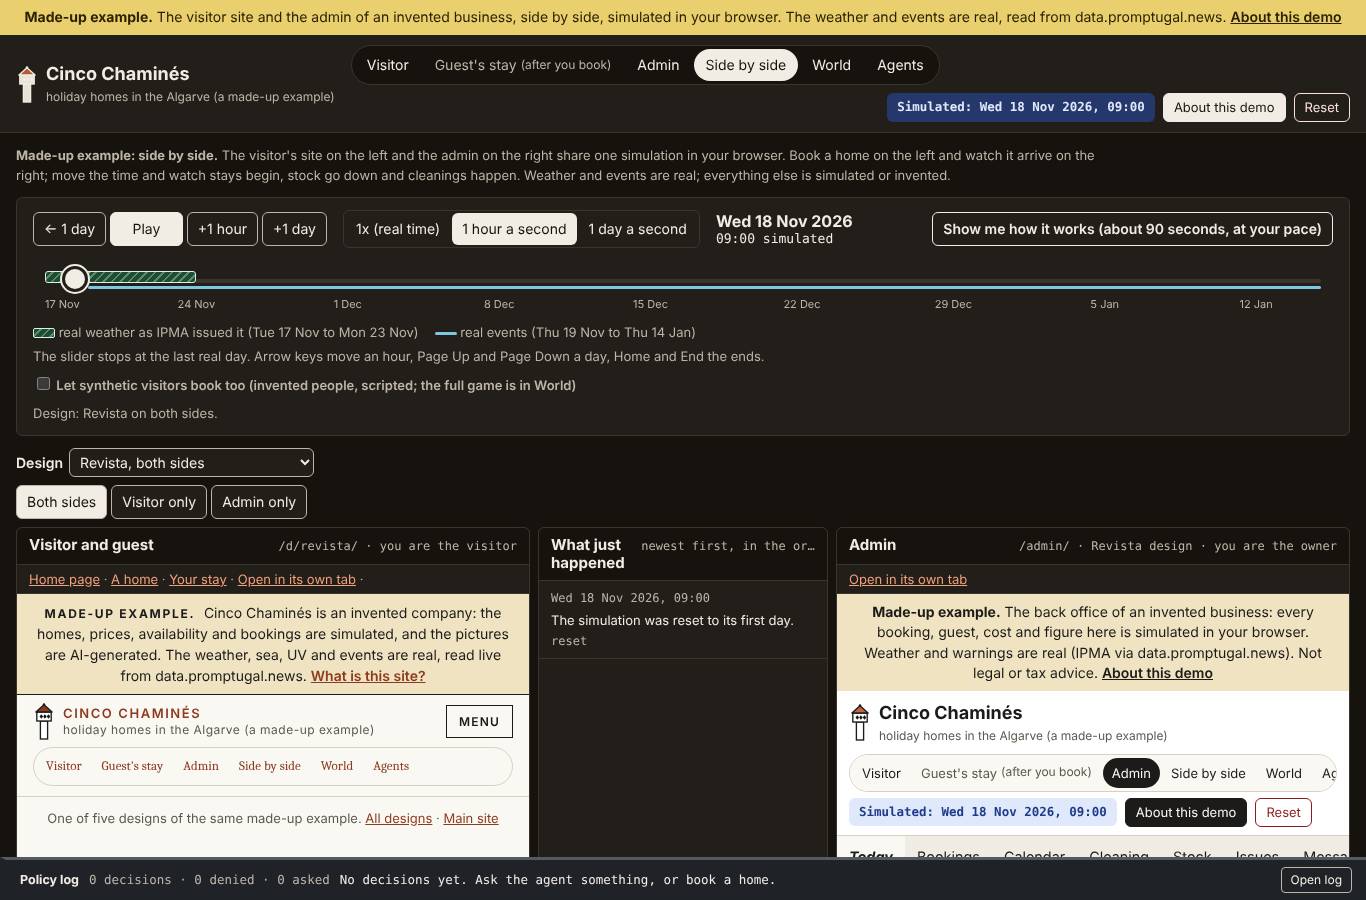 Made-up example. The visitor site and the admin of an invented business, side by side, simulated in your browser. The weather and events are real, read from data.promptugal.news. About this demo
Cinco Chaminés
holiday homes in the Algarve (a made-up example)
Visitor Guest's stay (after you book) Admin Side by side World Agents
Simulated: Wed 18 Nov 2026, 09:00 About this demo Reset
Made-up example: side by side. The visitor's site on the left and the admin on the right share one simulation in your browser. Book a home on the left and watch it arrive on the
right; move the time and watch stays begin, stock go down and cleanings happen. Weather and events are real; everything else is simulated or invented.
← 1 day Play +1 hour +1 day 1x (real time) 1 hour a second 1 day a second
Wed 18 Nov 2026
09:00 simulated
Show me how it works (about 90 seconds, at your pace)
17 Nov 24 Nov 1 Dec 8 Dec 15 Dec 22 Dec 29 Dec 5 Jan 12 Jan
real weather as IPMA issued it (Tue 17 Nov to Mon 23 Nov) real events (Thu 19 Nov to Thu 14 Jan)
The slider stops at the last real day. Arrow keys move an hour, Page Up and Page Down a day, Home and End the ends.
Let synthetic visitors book too (invented people, scripted; the full game is in World)
Design: Revista on both sides.
Design Revista, both sides
Both sides Visitor only Admin only
Visitor and guest /d/revista/ · you are the visitor
Home page · A home · Your stay · Open in its own tab ·
MADE-UP EXAMPLE. Cinco Chaminés is an invented company: the
homes, prices, availability and bookings are simulated, and the pictures
are AI-generated. The weather, sea, UV and events are real, read live
from data.promptugal.news. What is this site?
CINCO CHAMINÉS
holiday homes in the Algarve (a made-up example)
MENU
Visitor Guest's stay Admin Side by side World Agents
One of five designs of the same made-up example. All designs · Main site
What just
happened
newest first, in the or…
Wed 18 Nov 2026, 09:00
The simulation was reset to its first day.
reset
Admin /admin/ · Revista design · you are the owner
Open in its own tab
Made-up example. The back office of an invented business: every
booking, guest, cost and figure here is simulated in your browser.
Weather and warnings are real (IPMA via data.promptugal.news). Not
legal or tax advice. About this demo
Cinco Chaminés
holiday homes in the Algarve (a made-up example)
Visitor Guest's stay (after you book) Admin Side by side World Ag
Simulated: Wed 18 Nov 2026, 09:00 About this demo Reset
Today Bookings Calendar Cleaning Stock Issues Messa
Policy log 0 decisions · 0 denied · 0 asked No decisions yet. Ask the agent something, or book a home. Open log